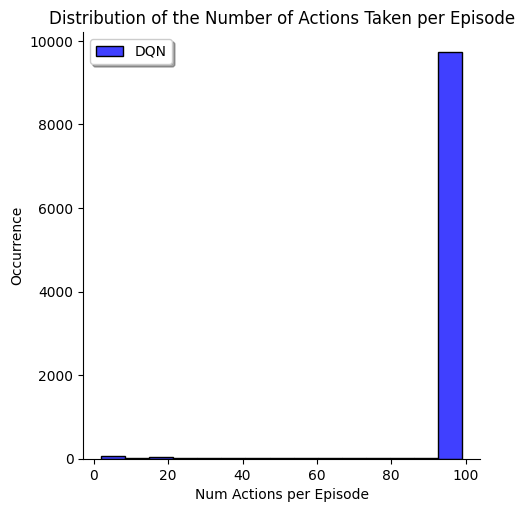 Distribution of the Number of Actions Taken per Episode
DQN
10000
8000
6000
4000
2000
0
Occurrence
0 20 40 60 80 100
Num Actions per Episode